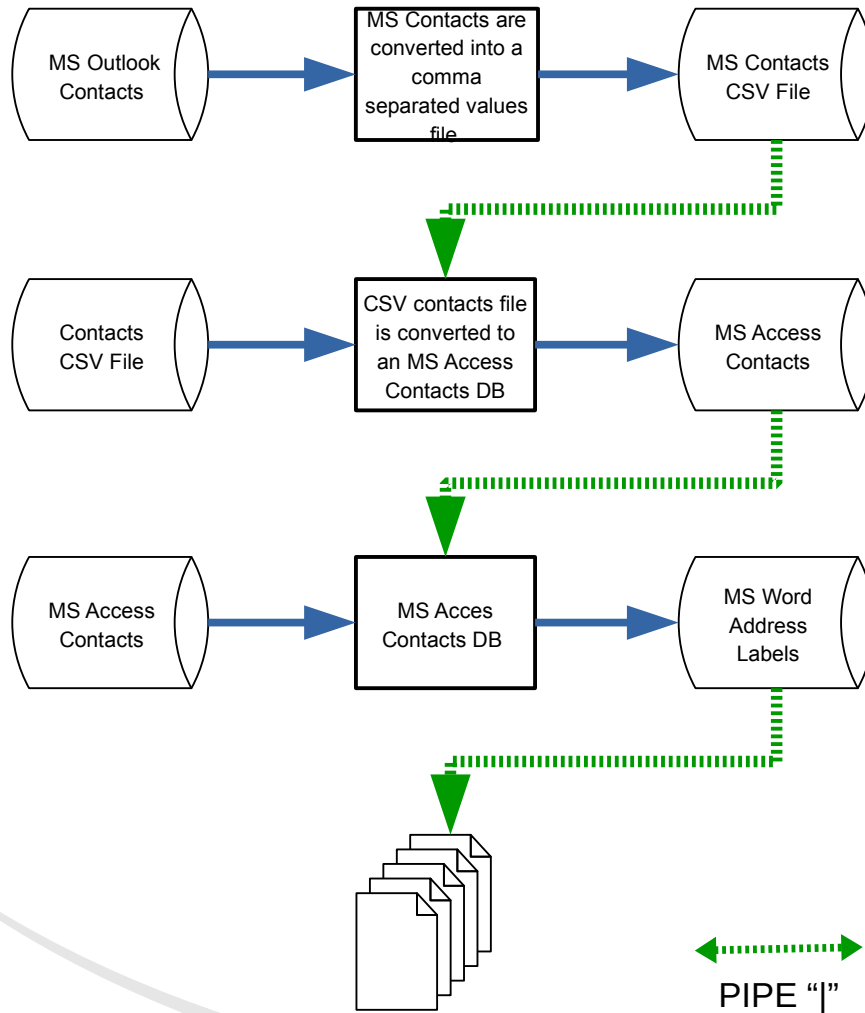 MS Outlook
Contacts
MS Contacts are
converted into a
comma
separated values
file
MS Contacts
CSV File
Contacts
CSV File
CSV contacts file
is converted to
an MS Access
Contacts DB
MS Access
Contacts
MS Access
Contacts
MS Acces
Contacts DB
MS Word
Address
Labels
PIPE “|”